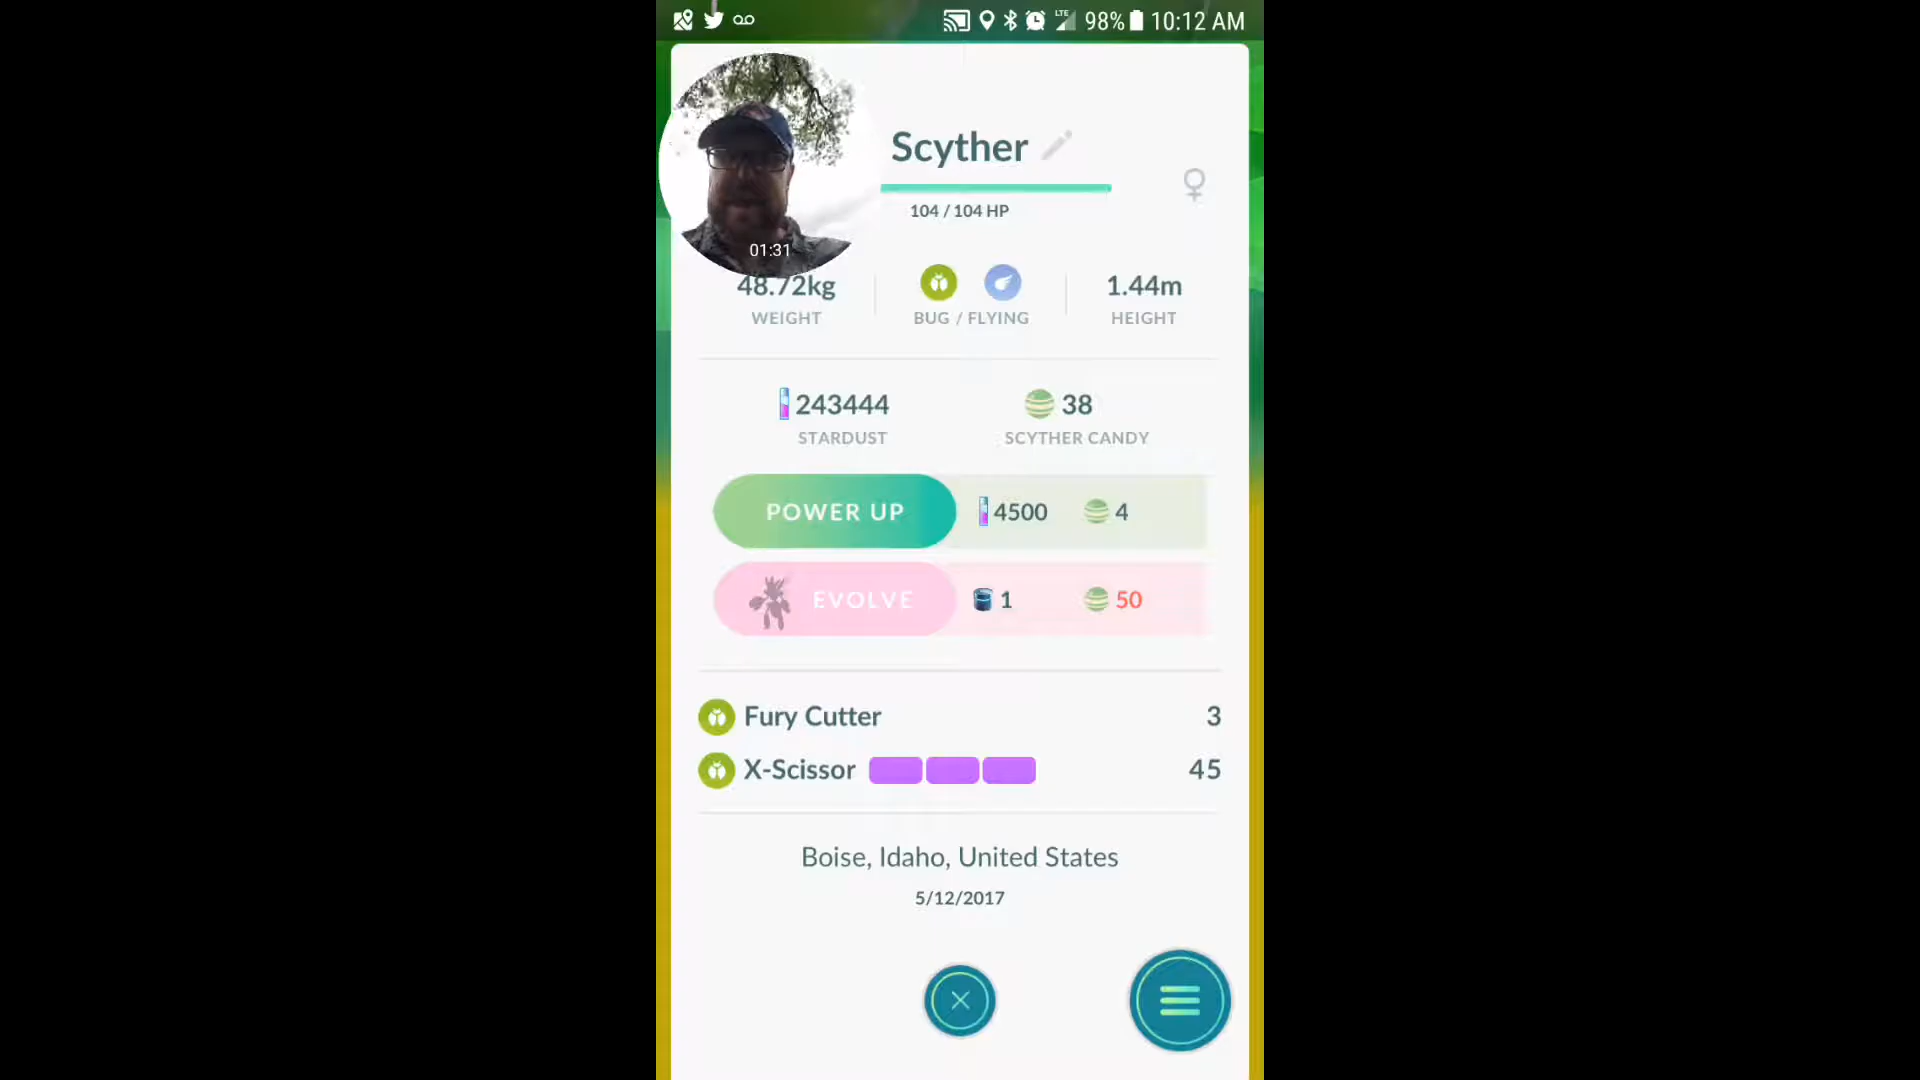 LTE 98% 10:12 AM
Scyther
104 / 104 HP
01:31
48.72kg
WEIGHT
BUG / FLYING
1.44m
HEIGHT
243444
STARDUST
38
SCYTHER CANDY
POWER UP 4500 4
EVOLVE 1 50
Fury Cutter 3
X-Scissor 45
Boise, Idaho, United States
5/12/2017